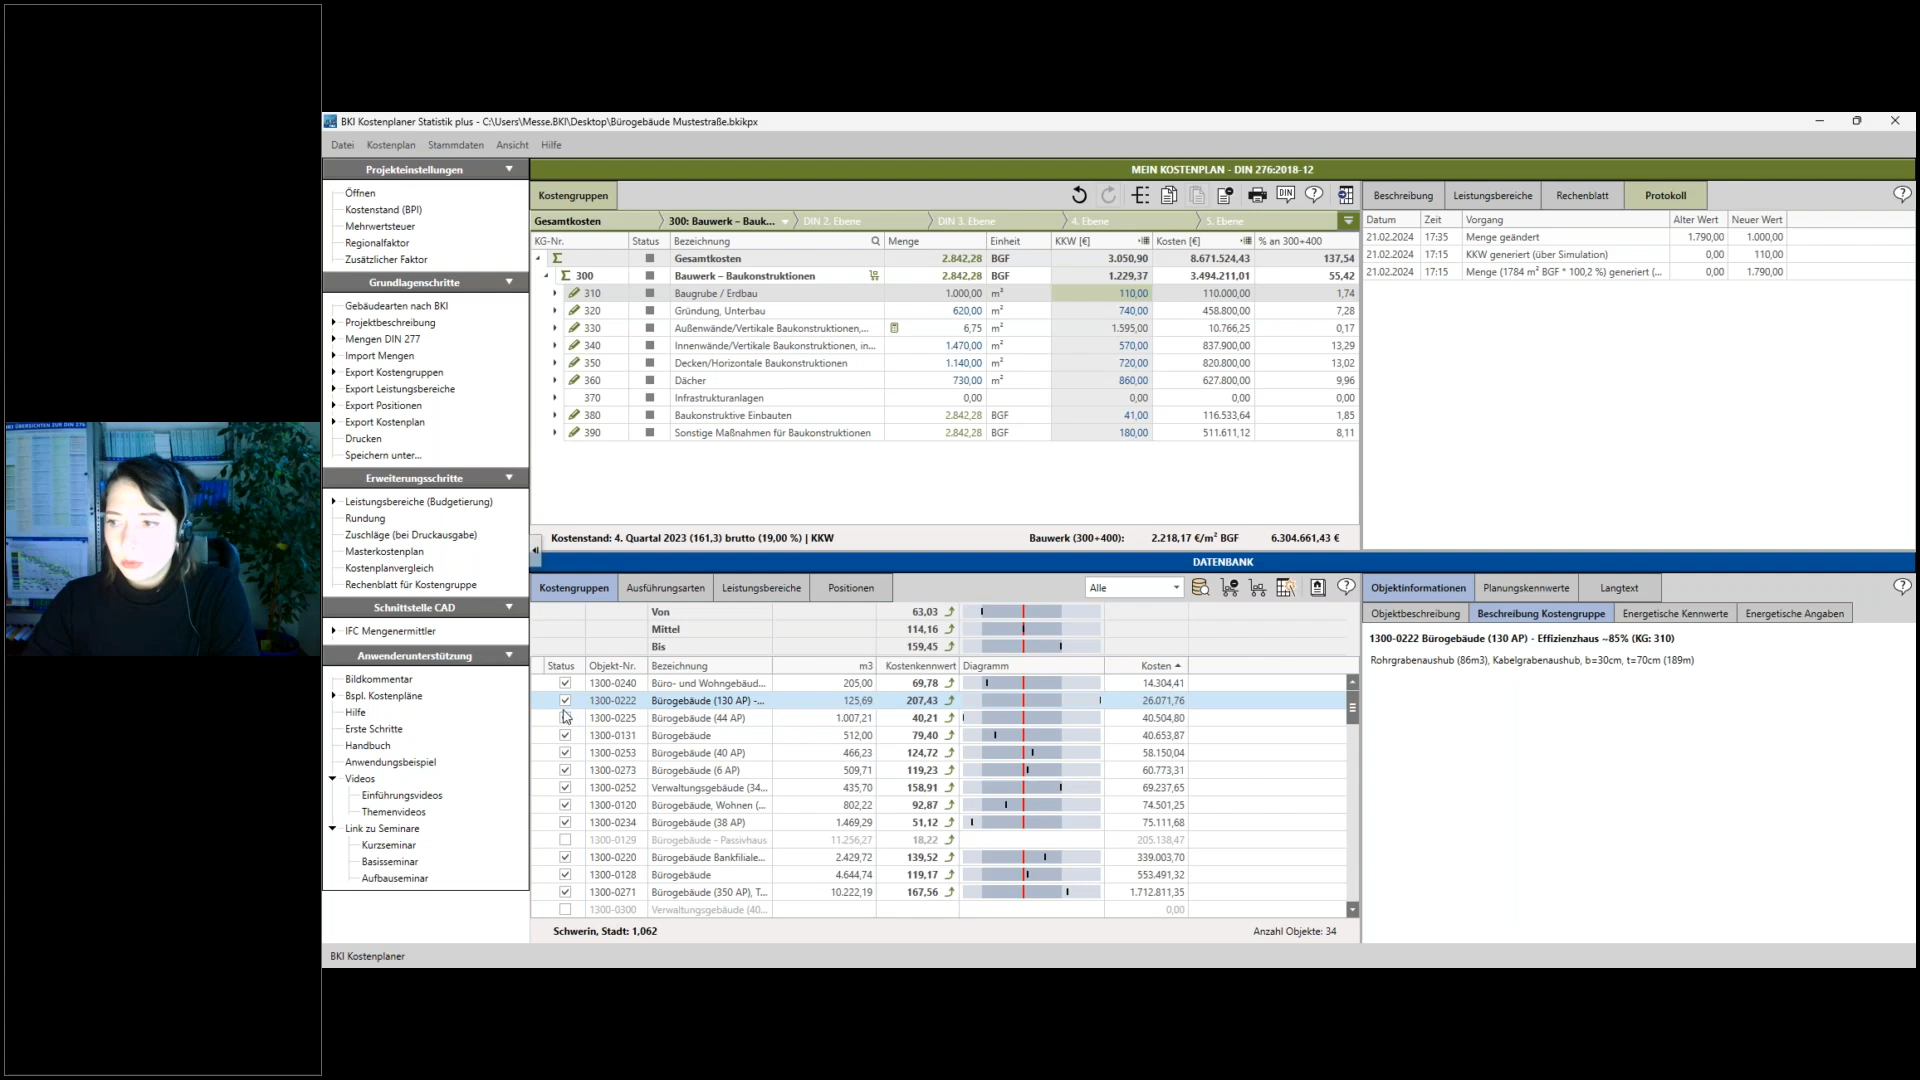 BKI Kostenplaner Statistik plus - C:\Users\Messe.BKI\Desktop\Bürogebäude Mustestraße.bkikpx
Datei Kostenplan Stammdaten Ansicht Hilfe
Projekteinstellungen
Öffnen
Kostenstand (BPI)
Mehrwertsteuer
Regionalfaktor
Zusätzlicher Faktor
Grundlagenschritte
Gebäudearten nach BKI
Projektbeschreibung
Mengen DIN 277
Import Mengen
Export Kostengruppen
Export Leistungsbereiche
Export Positionen
Export Kostenplan
Drucken
Speichern unter...
Erweiterungsschritte
Leistungsbereiche (Budgetierung)
Rundung
Zuschläge (bei Druckausgabe)
Masterkostenplan
Kostenplanvergleich
Rechenblatt für Kostengruppe
Schnittstelle CAD
IFC Mengenermittler
Anwenderunterstützung
Bildkommentar
Bspl. Kostenpläne
Hilfe
Erste Schritte
Handbuch
Anwendungsbeispiel
Videos
Einführungsvideos
Themenvideos
Link zu Seminare
Kurzseminar
Basisseminar
Aufbauseminar
MEIN KOSTENPLAN - DIN 276:2018-12
Kostengruppen DIN
Gesamtkosten 300: Bauwerk – Bauk... DIN 2. Ebene DIN 3. Ebene 4. Ebene 5. Ebene
KG-Nr. Status Bezeichnung Menge Einheit KKW [€] Kosten [€] % an 300+400
Σ Gesamtkosten 2.842,28 BGF 3.050,90 8.671.524,43 137,54
Σ 300 Bauwerk – Baukonstruktionen 2.842,28 BGF 1.229,37 3.494.211,01 55,42
310 Baugrube / Erdbau 1.000,00 m³ 110,00 110.000,00 1,74
320 Gründung, Unterbau 620,00 m² 740,00 458.800,00 7,28
330 Außenwände/Vertikale Baukonstruktionen,... 6,75 m² 1.595,00 10.766,25 0,17
340 Innenwände/Vertikale Baukonstruktionen, in... 1.470,00 m² 570,00 837.900,00 13,29
350 Decken/Horizontale Baukonstruktionen 1.140,00 m² 720,00 820.800,00 13,02
360 Dächer 730,00 m² 860,00 627.800,00 9,96
370 Infrastrukturanlagen 0,00 0,00 0,00 0,00
380 Baukonstruktive Einbauten 2.842,28 BGF 41,00 116.533,64 1,85
390 Sonstige Maßnahmen für Baukonstruktionen 2.842,28 BGF 180,00 511.611,12 8,11
Kostenstand: 4. Quartal 2023 (161,3) brutto (19,00 %) | KKW Bauwerk (300+400): 2.218,17 €/m² BGF 6.304.661,43 €
Beschreibung Leistungsbereiche Rechenblatt Protokoll
Datum Zeit Vorgang Alter Wert Neuer Wert
21.02.2024 17:35 Menge geändert 1.790,00 1.000,00
21.02.2024 17:15 KKW generiert (über Simulation) 0,00 110,00
21.02.2024 17:15 Menge (1784 m² BGF * 100,2 %) generiert (... 0,00 1.790,00
DATENBANK
Kostengruppen Ausführungsarten Leistungsbereiche Positionen Alle
Von 63,03
Mittel 114,16
Bis 159,45
Status Objekt-Nr. Bezeichnung m3 Kostenkennwert Diagramm Kosten
1300-0240 Büro- und Wohngebäud... 205,00 69,78 14.304,41
1300-0222 Bürogebäude (130 AP) -... 125,69 207,43 26.071,76
1300-0225 Bürogebäude (44 AP) 1.007,21 40,21 40.504,80
1300-0131 Bürogebäude 512,00 79,40 40.653,87
1300-0253 Bürogebäude (40 AP) 466,23 124,72 58.150,04
1300-0273 Bürogebäude (6 AP) 509,71 119,23 60.773,31
1300-0252 Verwaltungsgebäude (34... 435,70 158,91 69.237,65
1300-0120 Bürogebäude, Wohnen (... 802,22 92,87 74.501,25
1300-0234 Bürogebäude (38 AP) 1.469,29 51,12 75.111,68
1300-0129 Bürogebäude - Passivhaus 11.256,27 18,22 205.138,47
1300-0220 Bürogebäude Bankfiliale... 2.429,72 139,52 339.003,70
1300-0128 Bürogebäude 4.644,74 119,17 553.491,32
1300-0271 Bürogebäude (350 AP), T... 10.222,19 167,56 1.712.811,35
1300-0300 Verwaltungsgebäude (40... 0,00
Schwerin, Stadt: 1,062 Anzahl Objekte: 34
Objektinformationen Planungskennwerte Langtext
Objektbeschreibung Beschreibung Kostengruppe Energetische Kennwerte Energetische Angaben
1300-0222 Bürogebäude (130 AP) - Effizienzhaus ~85% (KG: 310)
Rohrgrabenaushub (86m3), Kabelgrabenaushub, b=30cm, t=70cm (189m)
BKI Kostenplaner